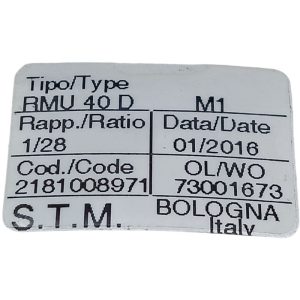 Tipo/Type
RMU 40 D M1
Rapp./Ratio Data/Date
1/28 01/2016
Cod./Code OL/WO
2181008971 73001673
S.T.M. BOLOGNA
Italy